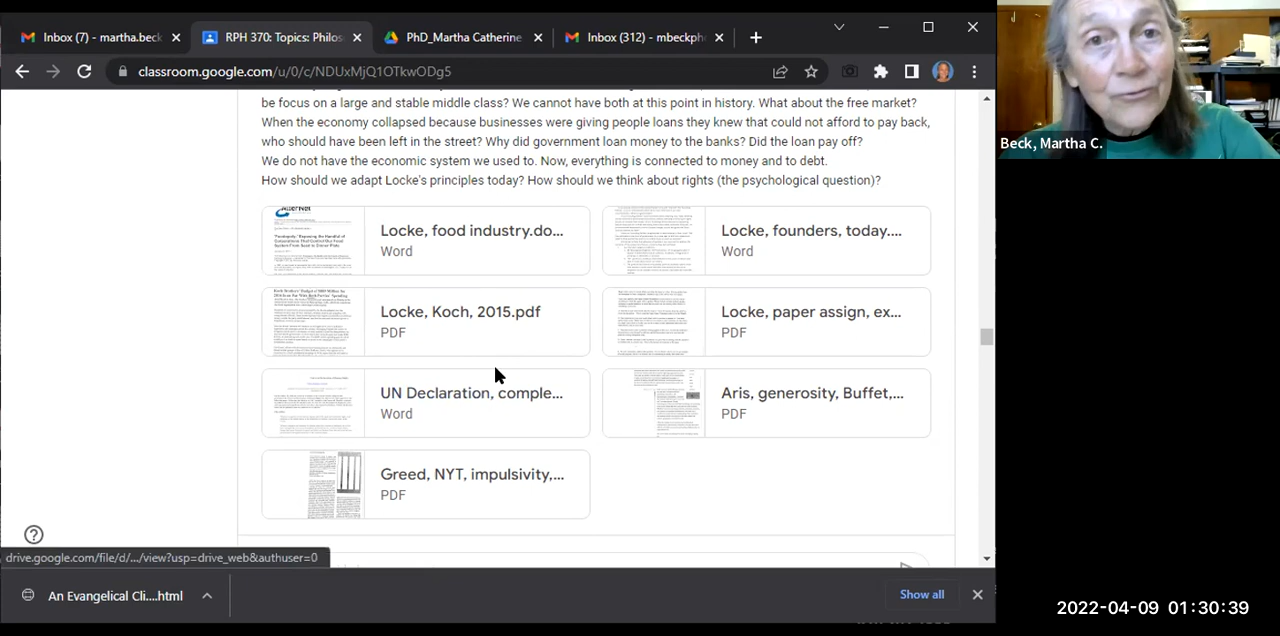 Inbox (7) - martha.beck
RPH 370: Topics: Philos
PhD_Martha Catherine
Inbox (312) - mbeckph
classroom.google.com/u/0/c/NDUxMjQ1OTkwODg5
be focus on a large and stable middle class? We cannot have both at this point in history. What about the free market?
When the economy collapsed because businesses were giving people loans they knew that could not afford to pay back,
who should have been left in the street? Why did government loan money to the banks? Did the loan pay off?
We do not have the economic system we used to. Now, everything is connected to money and to debt.
How should we adapt Locke's principles today? How should we think about rights (the psychological question)?
Locke, food industry.do...
Word
Locke, founders, today....
Word
Locke, Koch, 2015.pdf
PDF
Locke, paper assign, ex...
PDF
UN Declaration, comple...
Word
Aris, generosity, Buffet,...
PDF
Greed, NYT, impulsivity,...
PDF
drive.google.com/file/d/.../view?usp=drive_web&authuser=0
An Evangelical Cli....html
Show all
Beck, Martha C.
2022-04-09 01:30:39